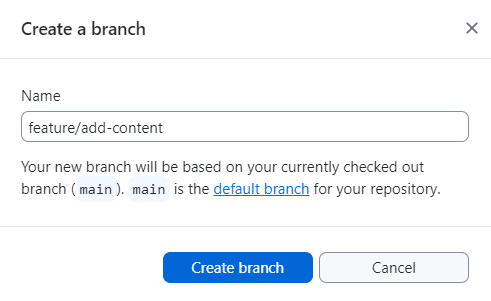 Create a branch
Name
feature/add-content
Your new branch will be based on your currently checked out
branch (main). main is the default branch for your repository.
Create branch
Cancel